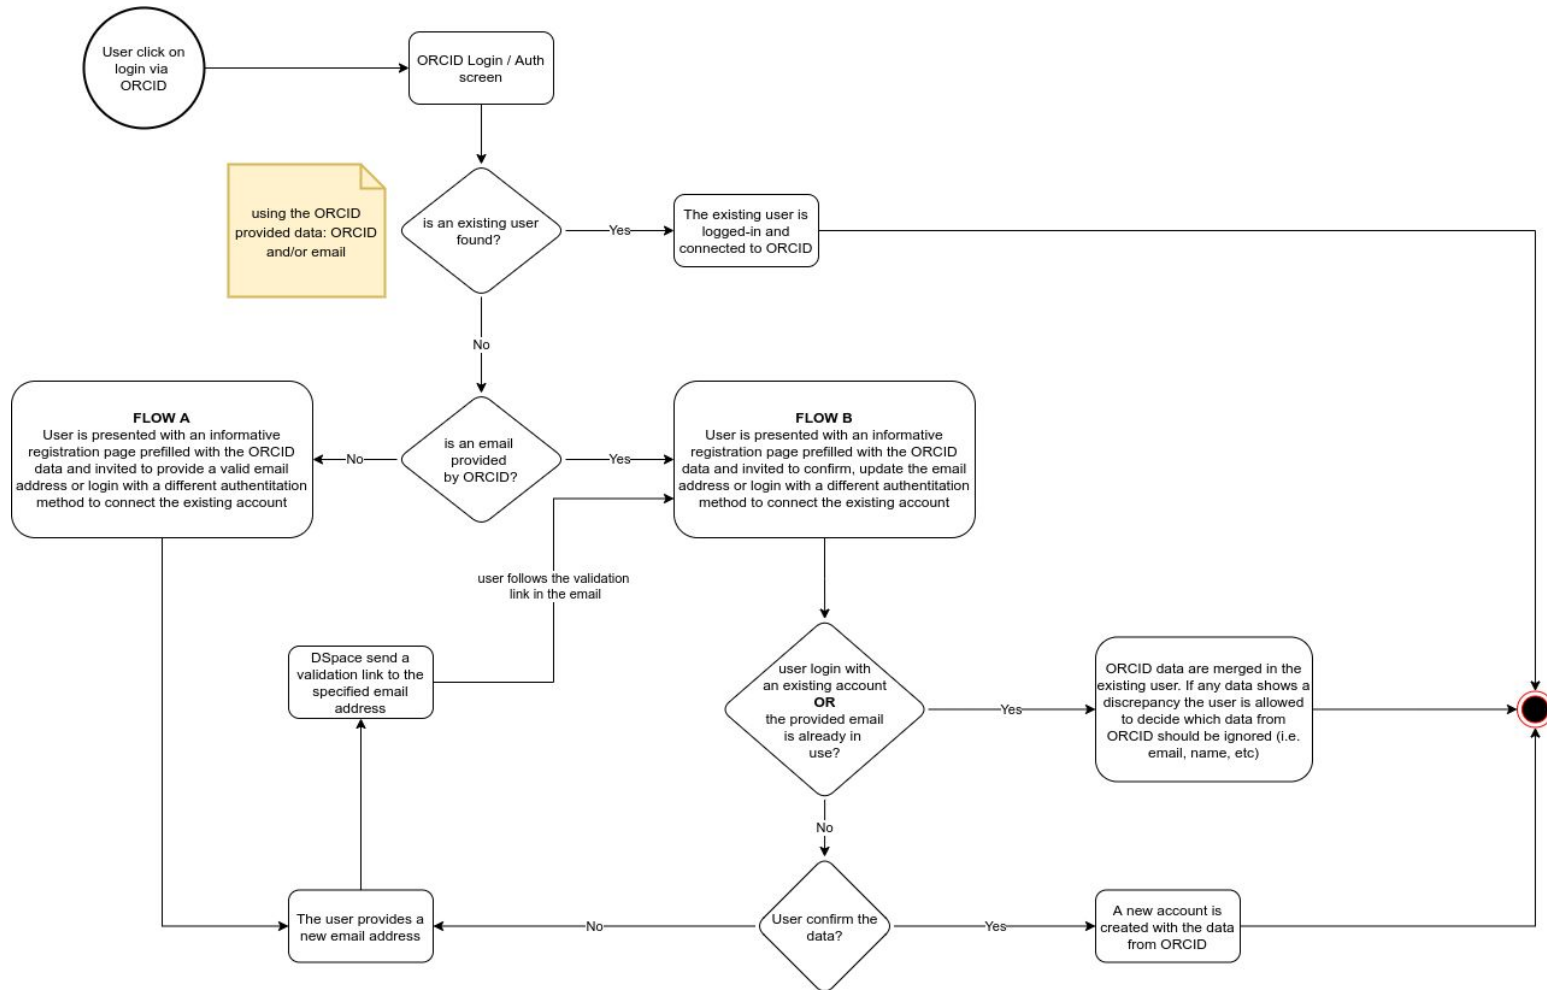 User click on
login via
ORCID
ORCID Login / Auth
screen
using the ORCID
provided data: ORCID
and/or email
is an existing user
found?
Yes
The existing user is
logged-in and
connected to ORCID
No
FLOW A
User is presented with an informative
registration page prefilled with the ORCID
data and invited to provide a valid email
address or login with a different authentitation
method to connect the existing account
No
is an email
provided
by ORCID?
Yes
FLOW B
User is presented with an informative
registration page prefilled with the ORCID
data and invited to confirm, update the email
address or login with a different authentitation
method to connect the existing account
user follows the validation
link in the email
DSpace send a
validation link to the
specified email
address
user login with
an existing account
OR
the provided email
is already in
use?
Yes
ORCID data are merged in the
existing user. If any data shows a
discrepancy the user is allowed
to decide which data from
ORCID should be ignored (i.e.
email, name, etc)
No
The user provides a
new email address
No
User confirm the
data?
Yes
A new account is
created with the data
from ORCID